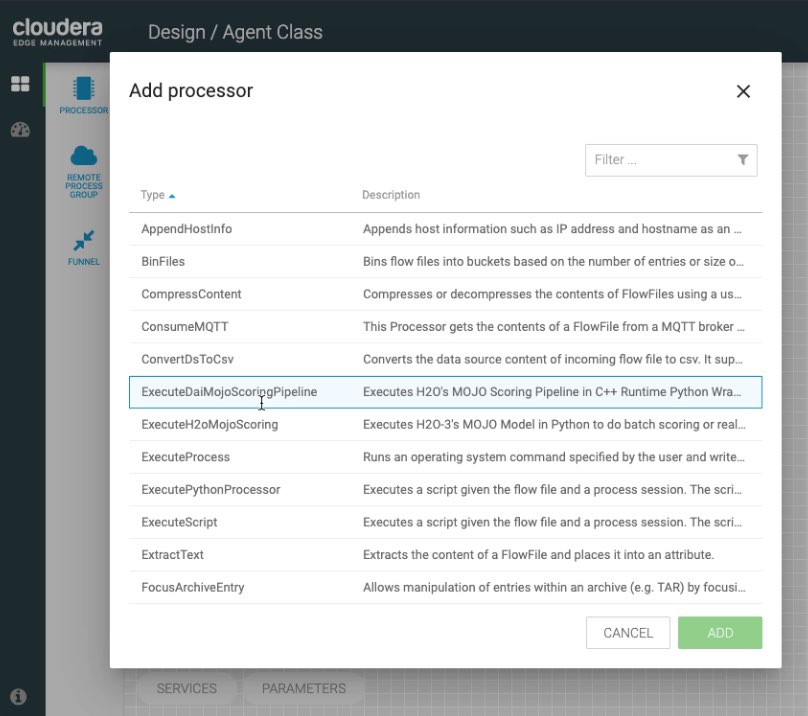 cloudera
EDGE MANAGEMENT
Design / Agent Class
PROCESSOR
REMOTE
PROCESS
GROUP
FUNNEL
Add processor
Filter ...
Type
Description
AppendHostInfo
Appends host information such as IP address and hostname as an ...
BinFiles
Bins flow files into buckets based on the number of entries or size o...
CompressContent
Compresses or decompresses the contents of FlowFiles using a us...
ConsumeMQTT
This Processor gets the contents of a FlowFile from a MQTT broker ...
ConvertDsToCsv
Converts the data source content of incoming flow file to csv. It sup...
ExecuteDaiMojoScoringPipeline
Executes H2O's MOJO Scoring Pipeline in C++ Runtime Python Wra...
ExecuteH2oMojoScoring
Executes H2O-3's MOJO Model in Python to do batch scoring or real...
ExecuteProcess
Runs an operating system command specified by the user and write...
ExecutePythonProcessor
Executes a script given the flow file and a process session. The scri...
ExecuteScript
Executes a script given the flow file and a process session. The scri...
ExtractText
Extracts the content of a FlowFile and places it into an attribute.
FocusArchiveEntry
Allows manipulation of entries within an archive (e.g. TAR) by focusi...
CANCEL
ADD
SERVICES
PARAMETERS